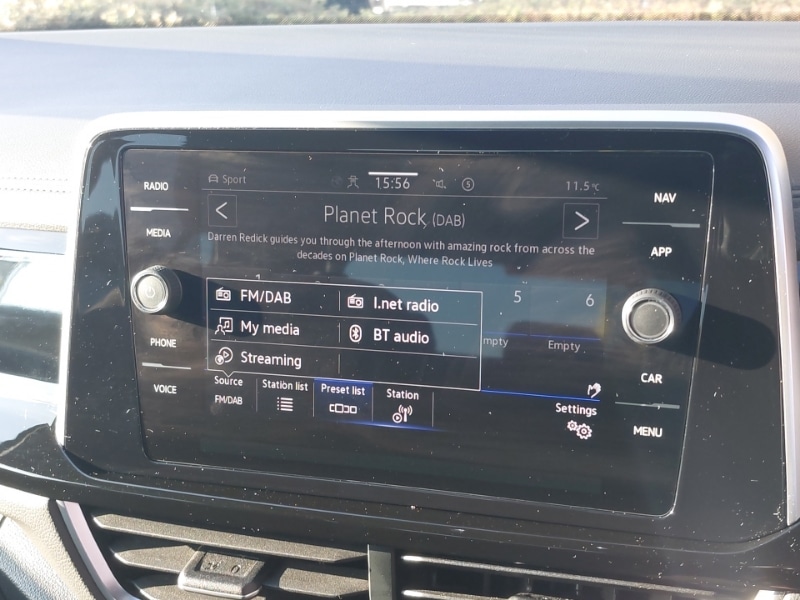 RADIO
MEDIA
PHONE
VOICE
Sport
15:56
5
11.5°C
<
Planet Rock (DAB)
>
Darren Redick guides you through the afternoon with amazing rock from across the
decades on Planet Rock, Where Rock Lives
FM/DAB
I.net radio
My media
BT audio
Streaming
5
6
mpty
Empty
Source
FM/DAB
Station list
Preset list
Station
Settings
NAV
APP
CAR
MENU